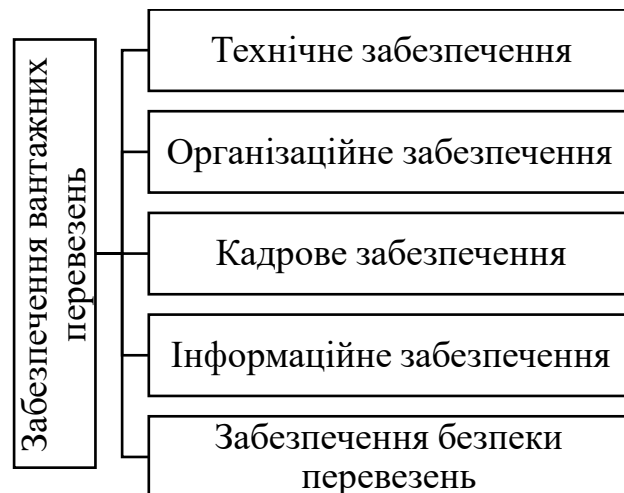 Забезпечення вантажних
перевезень
Технічне забезпечення
Організаційне забезпечення
Кадрове забезпечення
Інформаційне забезпечення
Забезпечення безпеки
перевезень